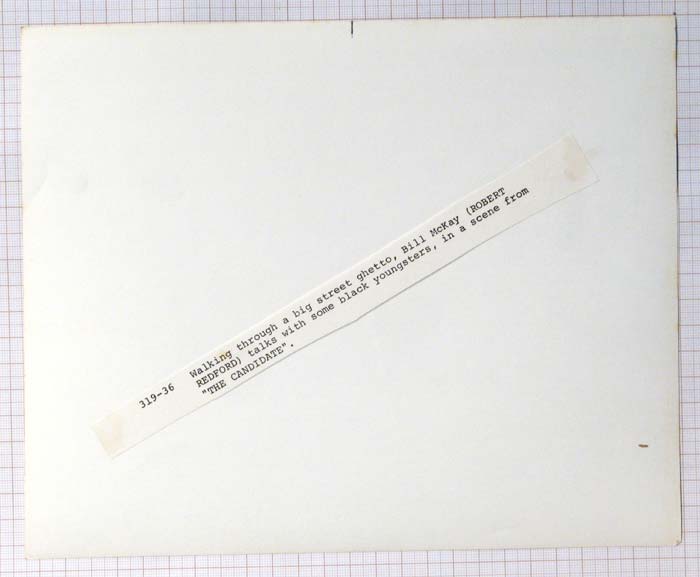 319-36 Walking through a big street ghetto, Bill McKay (ROBERT
REDFORD) talks with some black youngsters, in a scene from
"THE CANDIDATE".